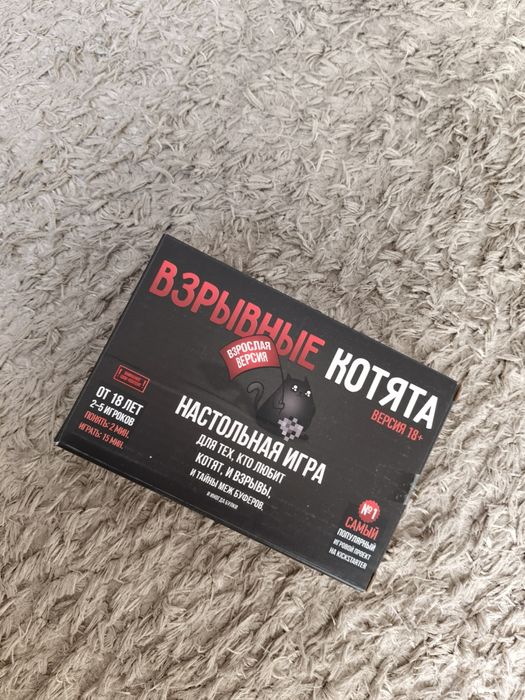 ВЗРЫВНЫЕ
КОТЯТА
ВЗРОСЛАЯ
ВЕРСИЯ
ВЕРСИЯ 18+
ОТ 18 ЛЕТ
2-5 ИГРОКОВ
ПОНЯТЬ: 2 МИН.
ИГРАТЬ: 15 МИН.
НАСТОЛЬНАЯ ИГРА
ДЛЯ ТЕХ, КТО ЛЮБИТ
КОТЯТ, И ВЗРЫВЫ,
И ТАЙНЫ МЕЖ БУФЕРОВ.
№1
САМЫЙ
ПОПУЛЯРНЫЙ
ИГРОВОЙ ПРОЕКТ
НА KICKSTARTER